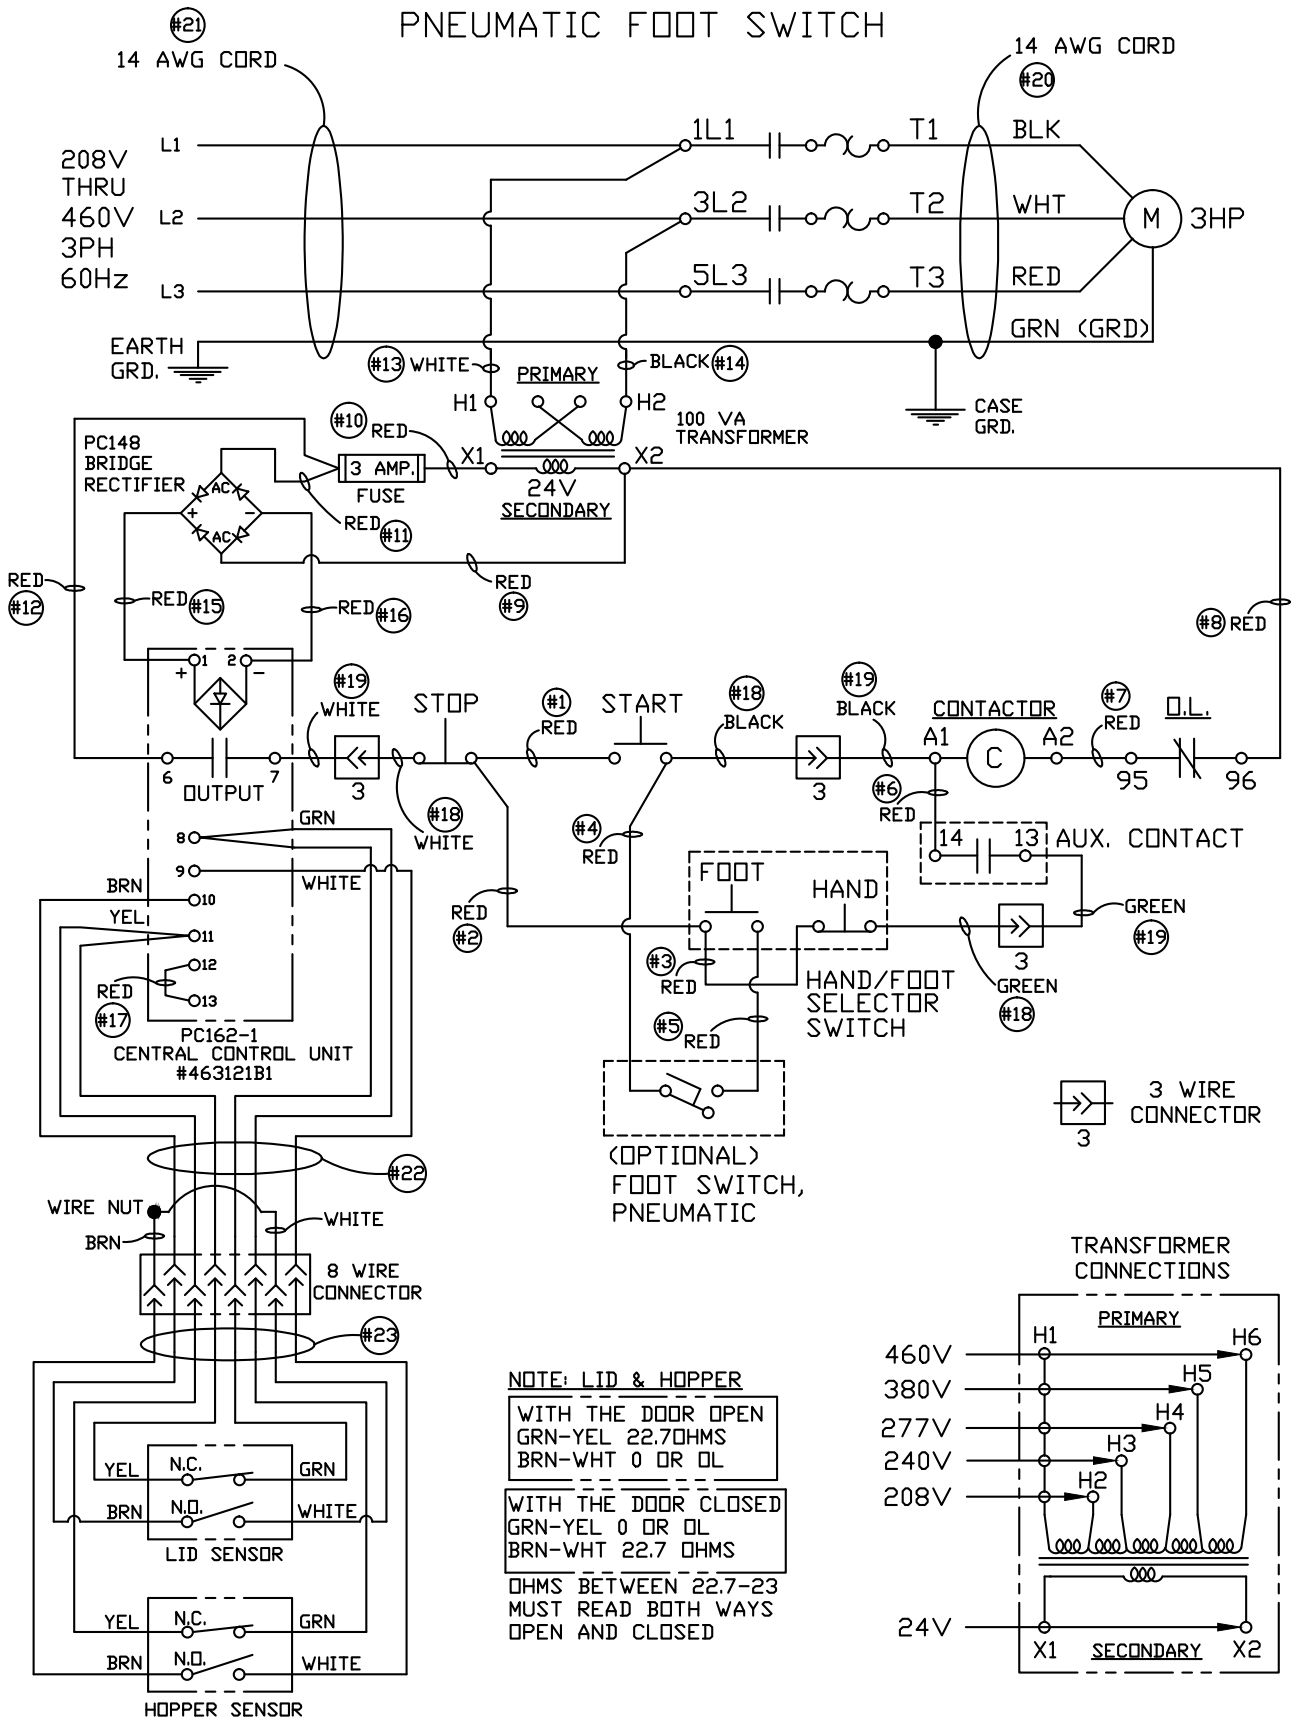 PNEUMATIC FOOT SWITCH
#21
14 AWG CORD
14 AWG CORD
#20
208V
THRU
460V
3PH
60Hz
L1
1L1
T1
BLK
L2
3L2
T2
WHT
M
3HP
L3
5L3
T3
RED
GRN (GRD)
EARTH
GRD.
#13 WHITE
BLACK #14
PRIMARY
H1
H2
CASE
GRD.
100 VA
TRANSFORMER
#10
RED
PC148
BRIDGE
RECTIFIER
X1
X2
3 AMP.
FUSE
24V
SECONDARY
AC
+
-
AC
RED #11
RED
#9
RED
#12
RED #15
RED #16
#8 RED
1
2
+
-
#19
WHITE
STOP
#1
RED
START
#18
BLACK
#19
BLACK
CONTACTOR
#7
RED
O.L.
A1
C
A2
6
7
OUTPUT
3
3
95
96
#18
WHITE
#4
RED
#6
RED
GRN
8
14
13
AUX. CONTACT
9
WHITE
BRN
10
YEL
11
12
RED
#17
13
FOOT
HAND
RED
#2
GREEN
#19
3
#3
RED
GREEN
#18
HAND/FOOT
SELECTOR
SWITCH
#5
RED
PC162-1
CENTRAL CONTROL UNIT
#463121B1
3 WIRE
CONNECTOR
3
(OPTIONAL)
FOOT SWITCH,
PNEUMATIC
#22
WIRE NUT
WHITE
BRN
8 WIRE
CONNECTOR
#23
TRANSFORMER
CONNECTIONS
PRIMARY
H1
H6
460V
H5
380V
H4
277V
H3
240V
H2
208V
24V
X1
SECONDARY
X2
NOTE: LID & HOPPER
WITH THE DOOR OPEN
GRN-YEL 22.7OHMS
BRN-WHT 0 OR OL
WITH THE DOOR CLOSED
GRN-YEL 0 OR OL
BRN-WHT 22.7 OHMS
OHMS BETWEEN 22.7-23
MUST READ BOTH WAYS
OPEN AND CLOSED
N.C.
YEL
GRN
N.O.
BRN
WHITE
LID SENSOR
N.C.
YEL
GRN
N.O.
BRN
WHITE
HOPPER SENSOR